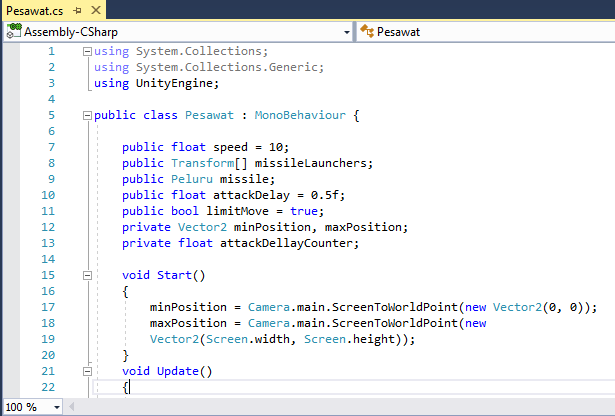 Pesawat.cs
Assembly-CSharp
Pesawat
1 using System.Collections;
2 using System.Collections.Generic;
3 using UnityEngine;
4
5 public class Pesawat : MonoBehaviour {
6
7 public float speed = 10;
8 public Transform[] missileLaunchers;
9 public Peluru missile;
10 public float attackDelay = 0.5f;
11 public bool limitMove = true;
12 private Vector2 minPosition, maxPosition;
13 private float attackDellayCounter;
14
15 void Start()
16 {
17 minPosition = Camera.main.ScreenToWorldPoint(new Vector2(0, 0));
18 maxPosition = Camera.main.ScreenToWorldPoint(new
19 Vector2(Screen.width, Screen.height));
20 }
21 void Update()
22 {
100 %